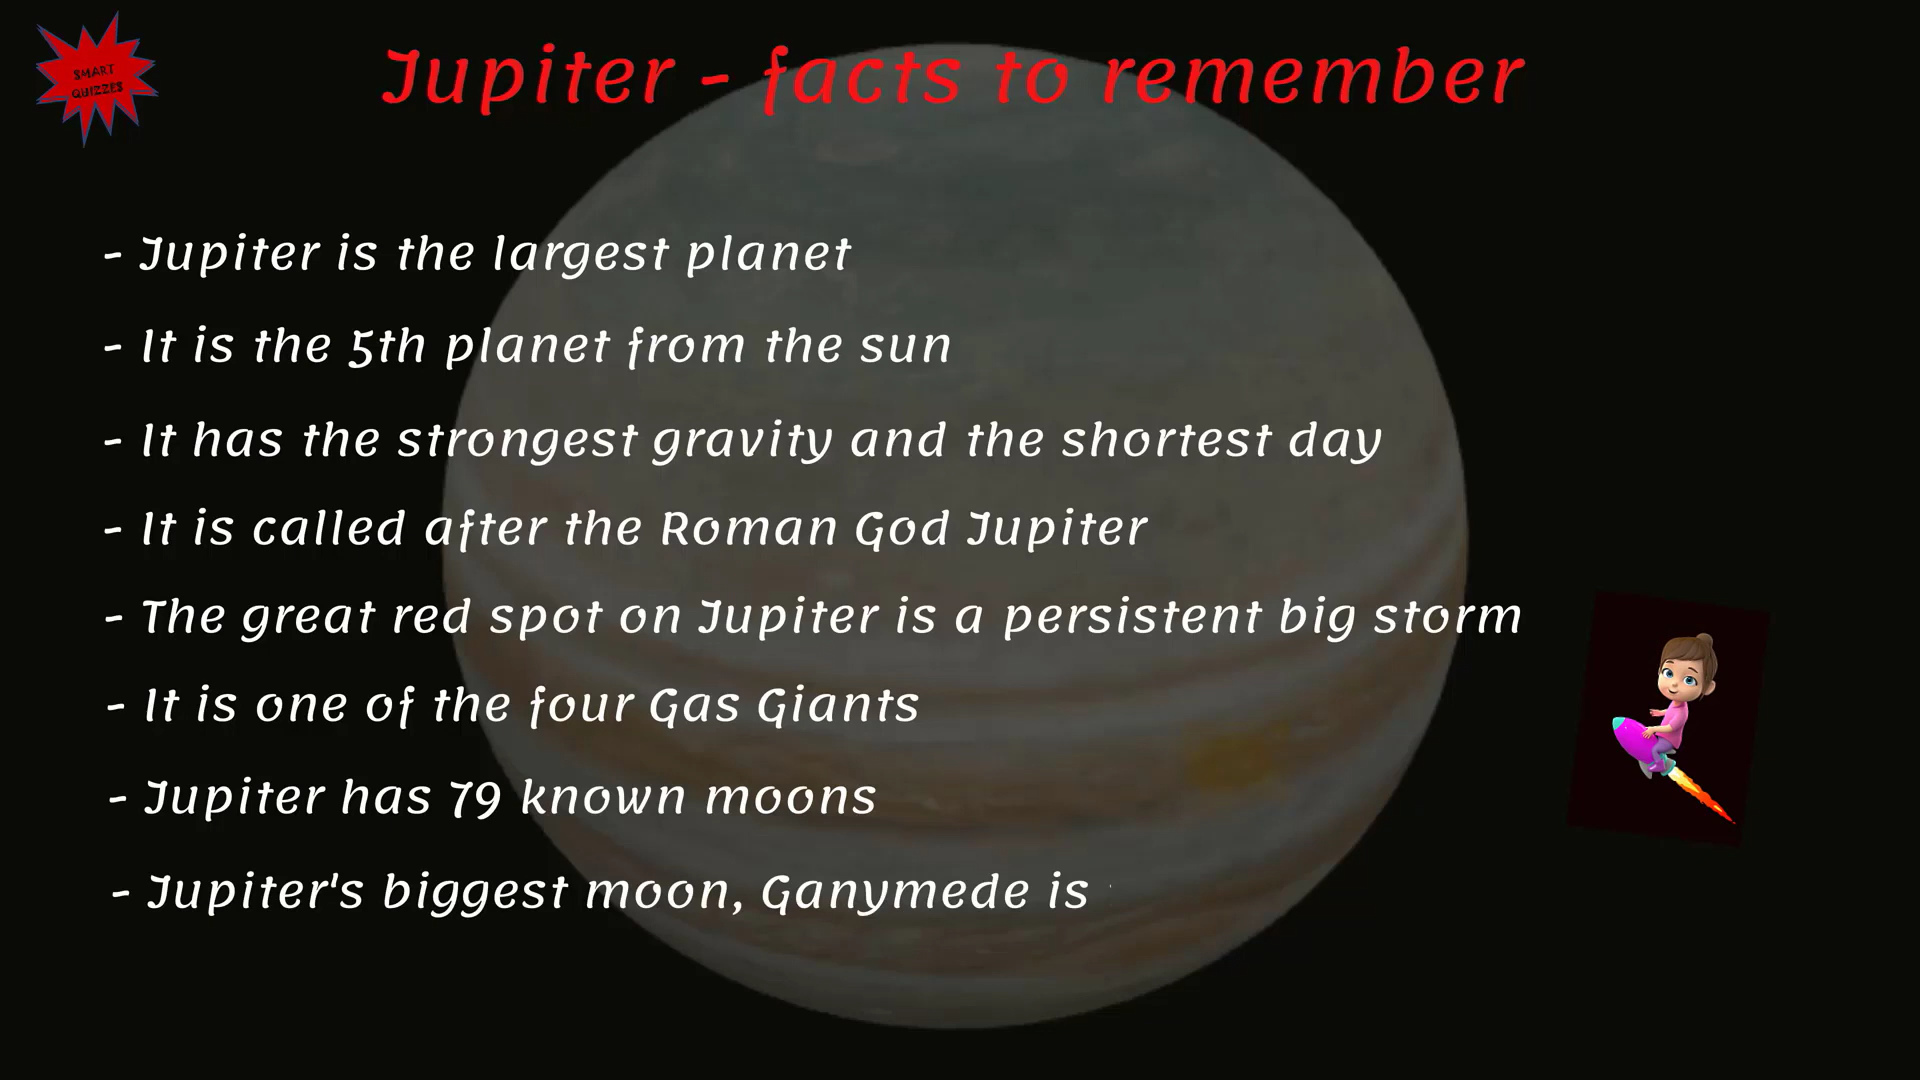 SMART
QUIZZES
Jupiter - facts to remember
- Jupiter is the largest planet
- It is the 5th planet from the sun
- It has the strongest gravity and the shortest day
- It is called after the Roman God Jupiter
- The great red spot on Jupiter is a persistent big storm
- It is one of the four Gas Giants
- Jupiter has 79 known moons
- Jupiter's biggest moon, Ganymede is